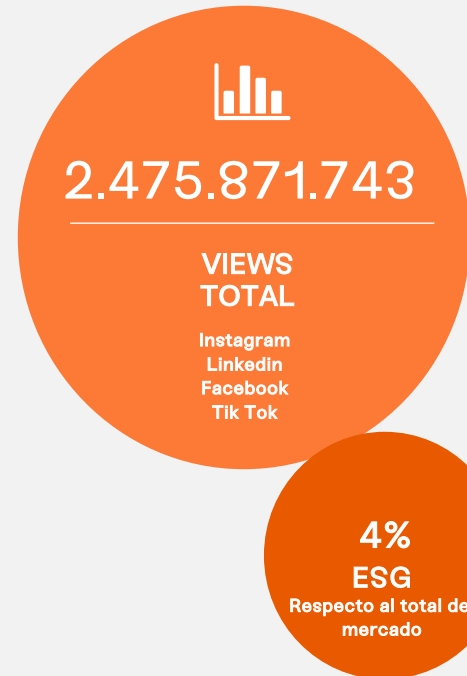 2.475.871.743
VIEWS
TOTAL
Instagram
Linkedin
Facebook
Tik Tok
4%
ESG
Respecto al total de
mercado